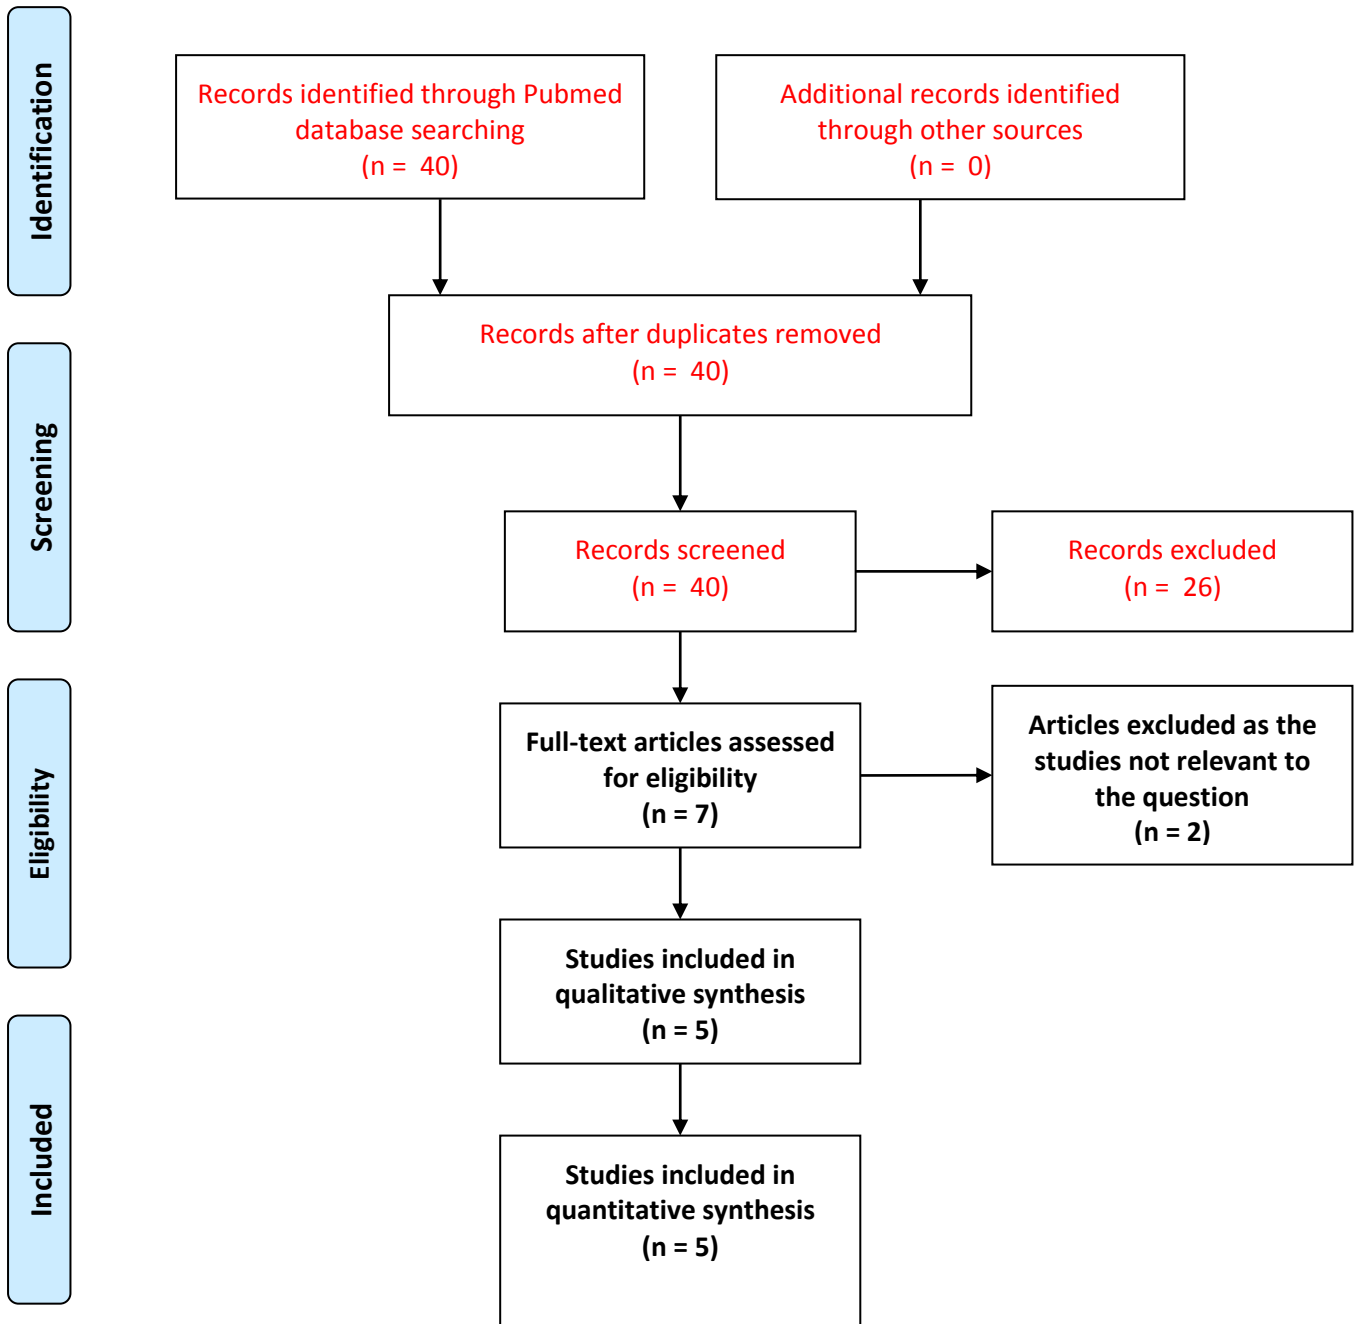 Identification
Records identified through Pubmed
database searching
(n =  40)
Additional records identified
through other sources
(n =  0)
Records after duplicates removed
(n =  40)
Screening
Records screened
(n =  40)
Records excluded
(n =  26)
Eligibility
Full-text articles assessed
for eligibility
(n = 7)
Articles excluded as the
studies not relevant to
the question
(n = 2)
Studies included in
qualitative synthesis
(n = 5)
Included
Studies included in
quantitative synthesis
(n = 5)